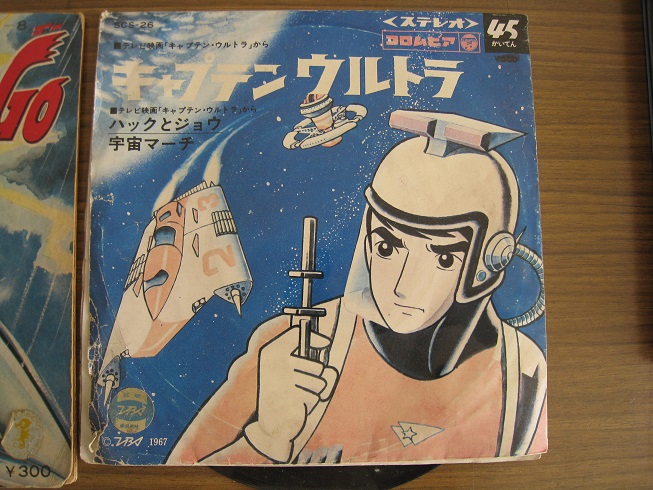 SCS-26
<ステレオ>
45
かいてん
コロムビア
■テレビ映画「キャプテン・ウルトラ」から
キャプテン ウルトラ
■テレビ映画「キャプテン・ウルトラ」から
ハックとジョウ
宇宙マーチ
23
©. TABA 1967
8
GO
¥300